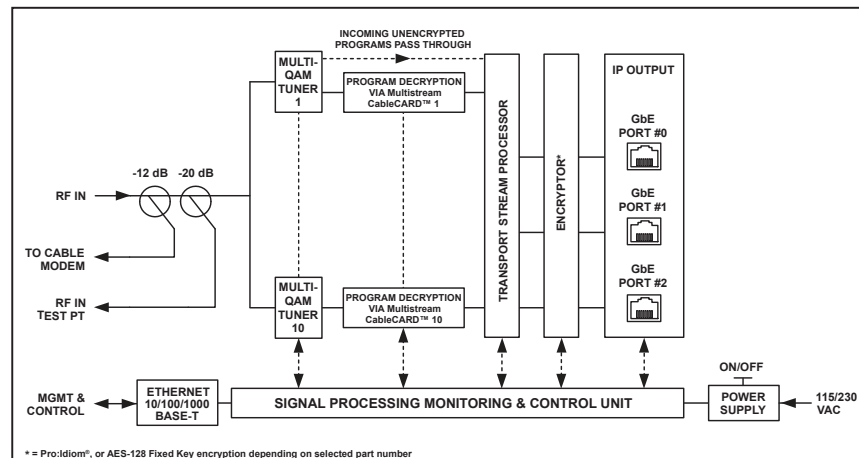 INCOMING UNENCRYPTED
PROGRAMS PASS THROUGH
MULTI-
QAM
TUNER
1
PROGRAM DECRYPTION
VIA Multistream
CableCARD™ 1
TRANSPORT STREAM PROCESSOR
ENCRYPTOR*
IP OUTPUT
GbE
PORT #0
GbE
PORT #1
GbE
PORT #2
-12 dB
-20 dB
RF IN
TO CABLE
MODEM
RF IN
TEST PT
MULTI-
QAM
TUNER
10
PROGRAM DECRYPTION
VIA Multistream
CableCARD™ 10
MGMT &
CONTROL
ETHERNET
10/100/1000
BASE-T
SIGNAL PROCESSING MONITORING & CONTROL UNIT
ON/OFF
POWER
SUPPLY
115/230
VAC
* = Pro:Idiom®, or AES-128 Fixed Key encryption depending on selected part number